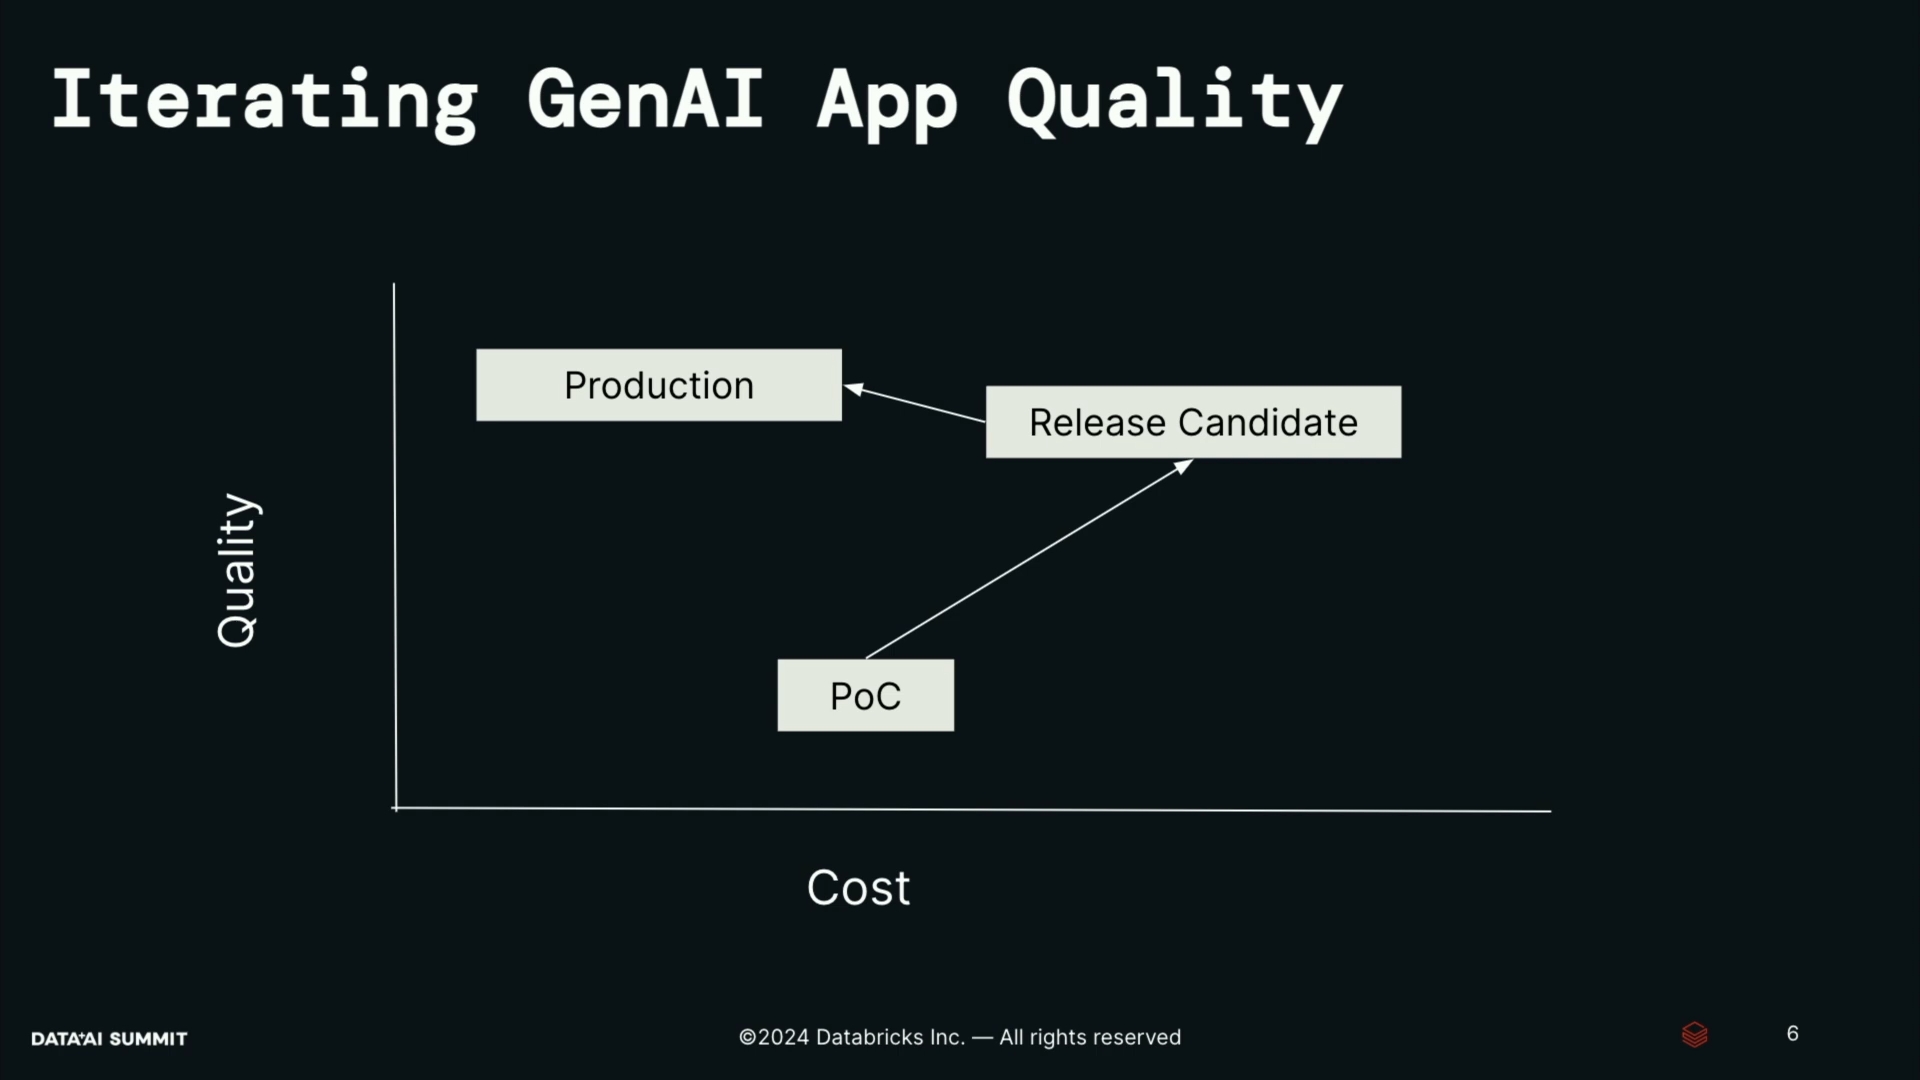 Iterating GenAI App Quality
Production
Release Candidate
Quality
PoC
Cost
DATA+AI SUMMIT
©2024 Databricks Inc. — All rights reserved
6